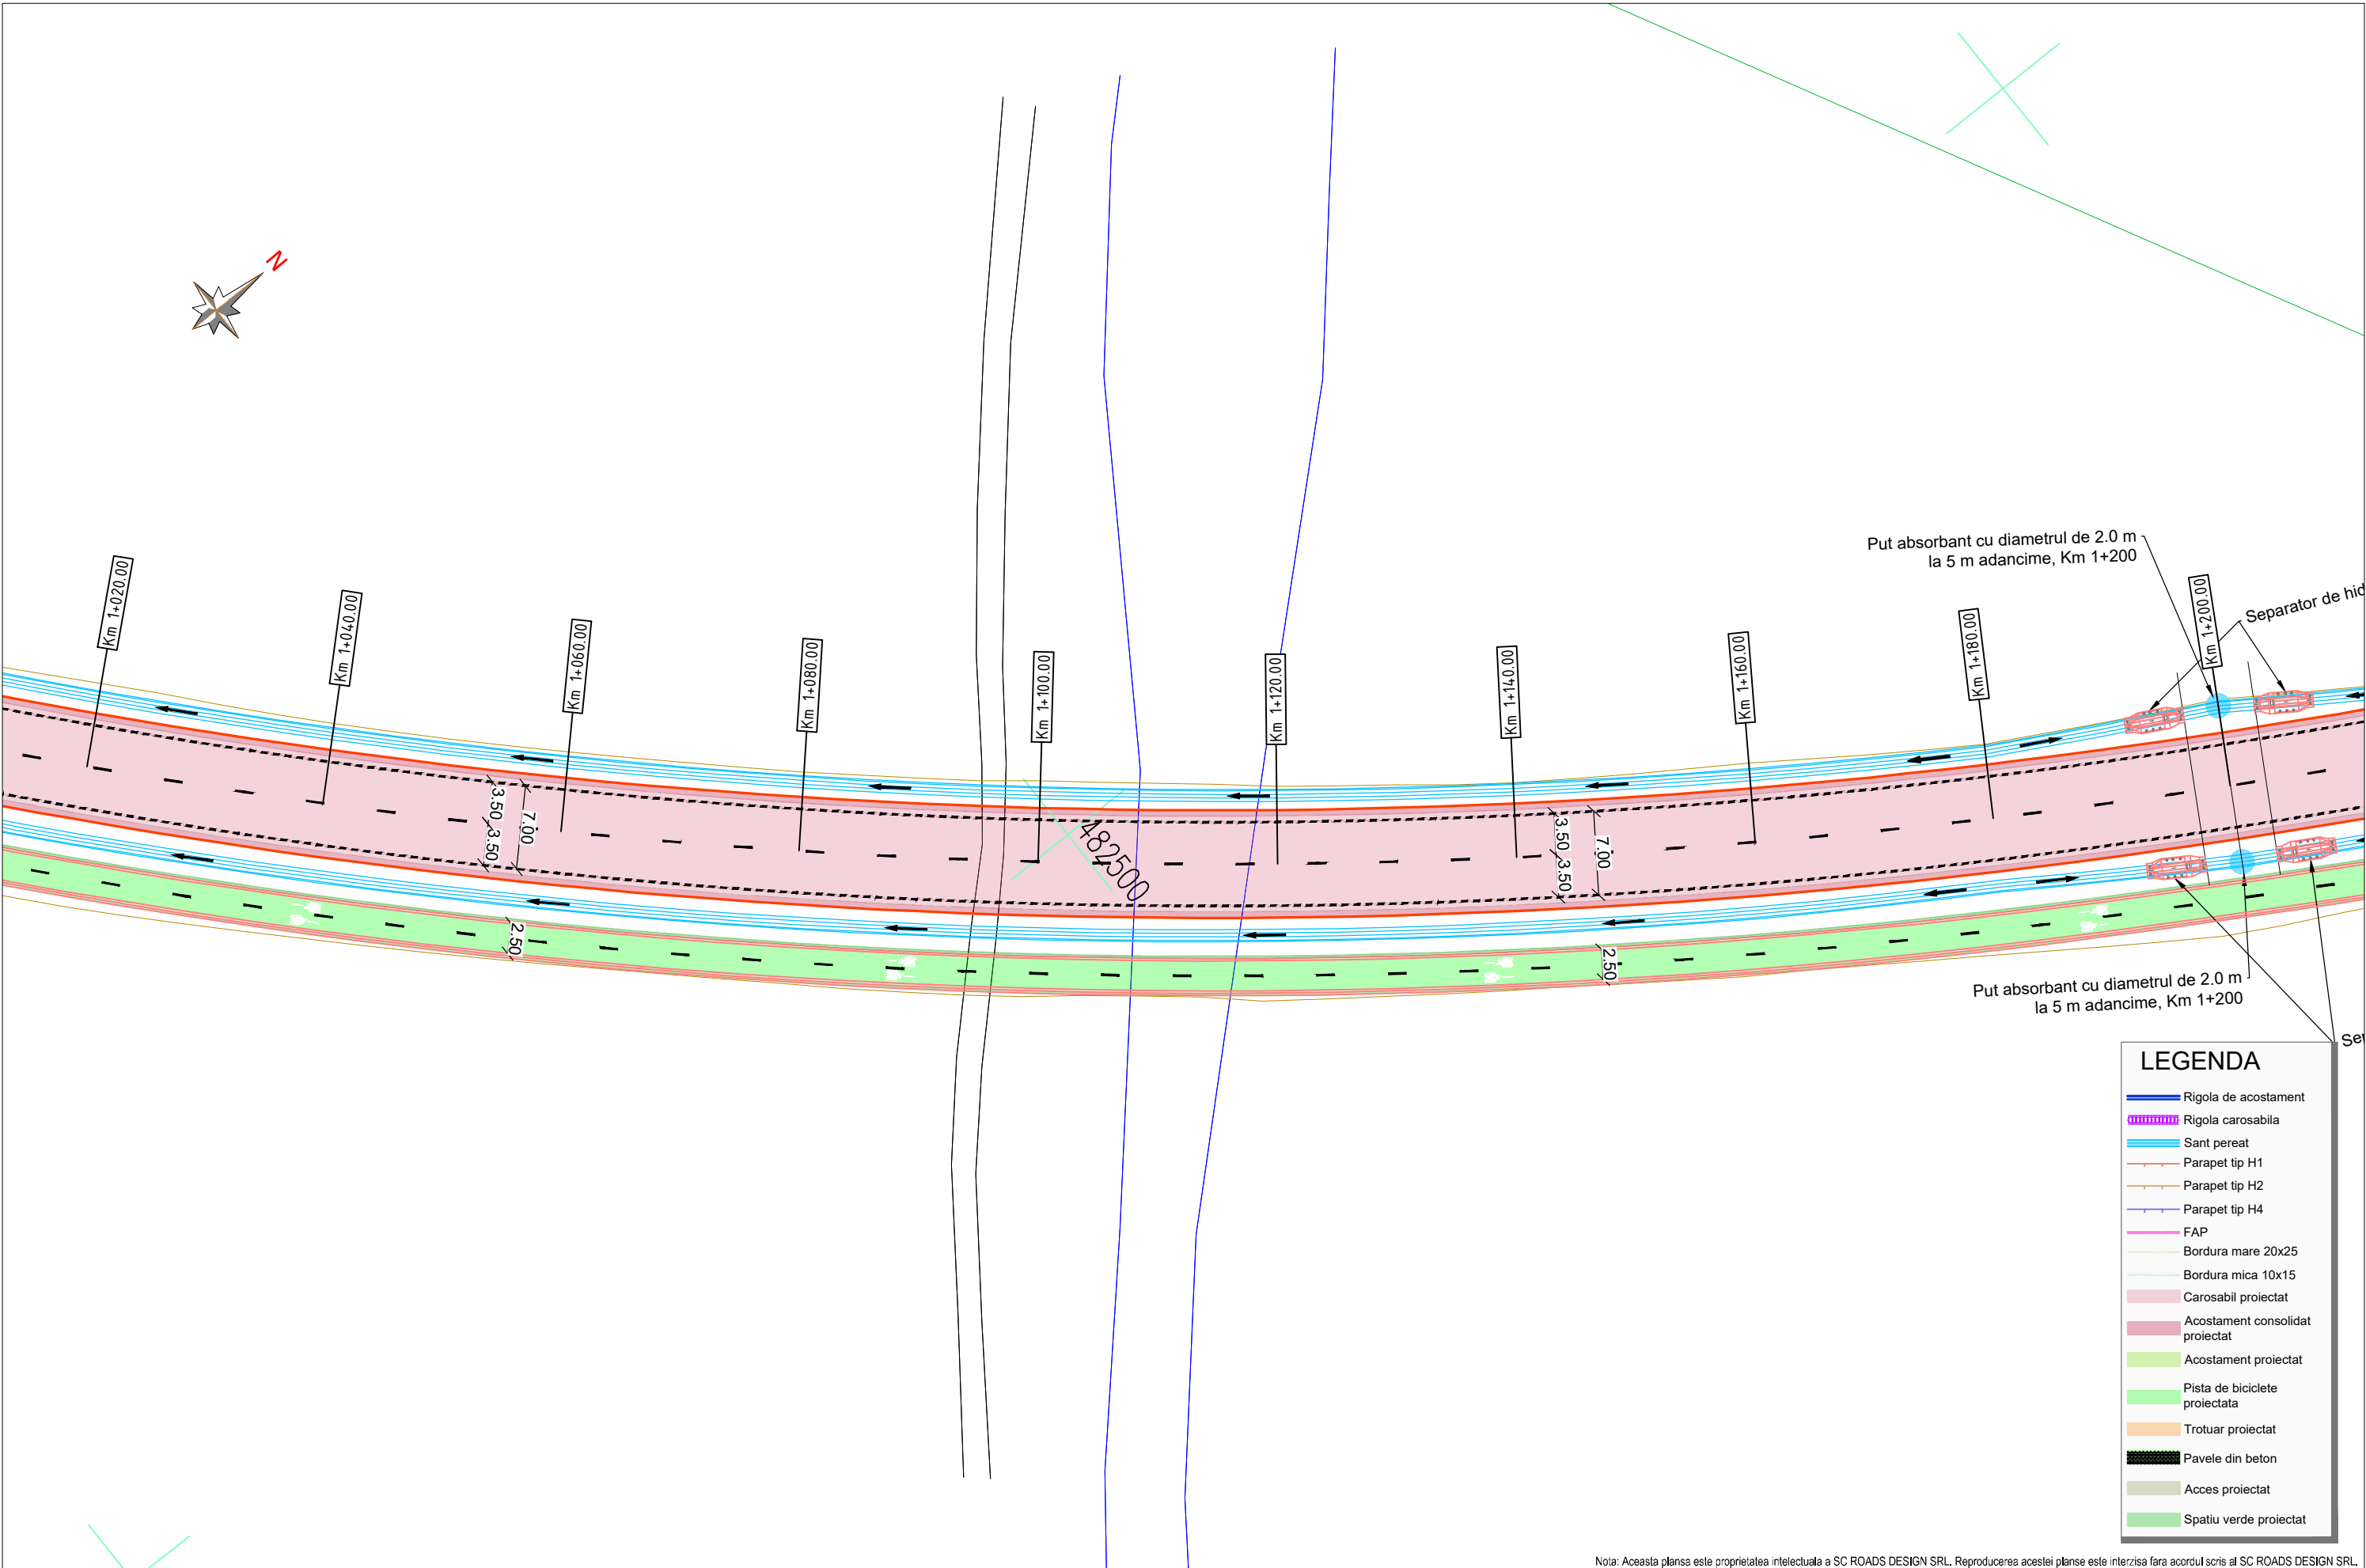 N
Put absorbant cu diametrul de 2.0 m
la 5 m adancime, Km 1+200
Separator de hid
Km 1+020.00
Km 1+040.00
Km 1+060.00
Km 1+080.00
Km 1+100.00
Km 1+120.00
Km 1+140.00
Km 1+160.00
Km 1+180.00
Km 1+200.00
3.50
3.50
7.00
3.50
3.50
7.00
482500
2.50
2.50
Put absorbant cu diametrul de 2.0 m
la 5 m adancime, Km 1+200
LEGENDA
Rigola de acostament
Rigola carosabila
Sant pereat
Parapet tip H1
Parapet tip H2
Parapet tip H4
FAP
Bordura mare 20x25
Bordura mica 10x15
Carosabil proiectat
Acostament consolidat
proiectat
Acostament proiectat
Pista de biciclete
proiectata
Trotuar proiectat
Pavele din beton
Acces proiectat
Spatiu verde proiectat
Nota: Aceasta plansa este proprietatea intelectuala a SC ROADS DESIGN SRL. Reproducerea acestei planse este interzisa fara acordul scris al SC ROADS DESIGN SRL.